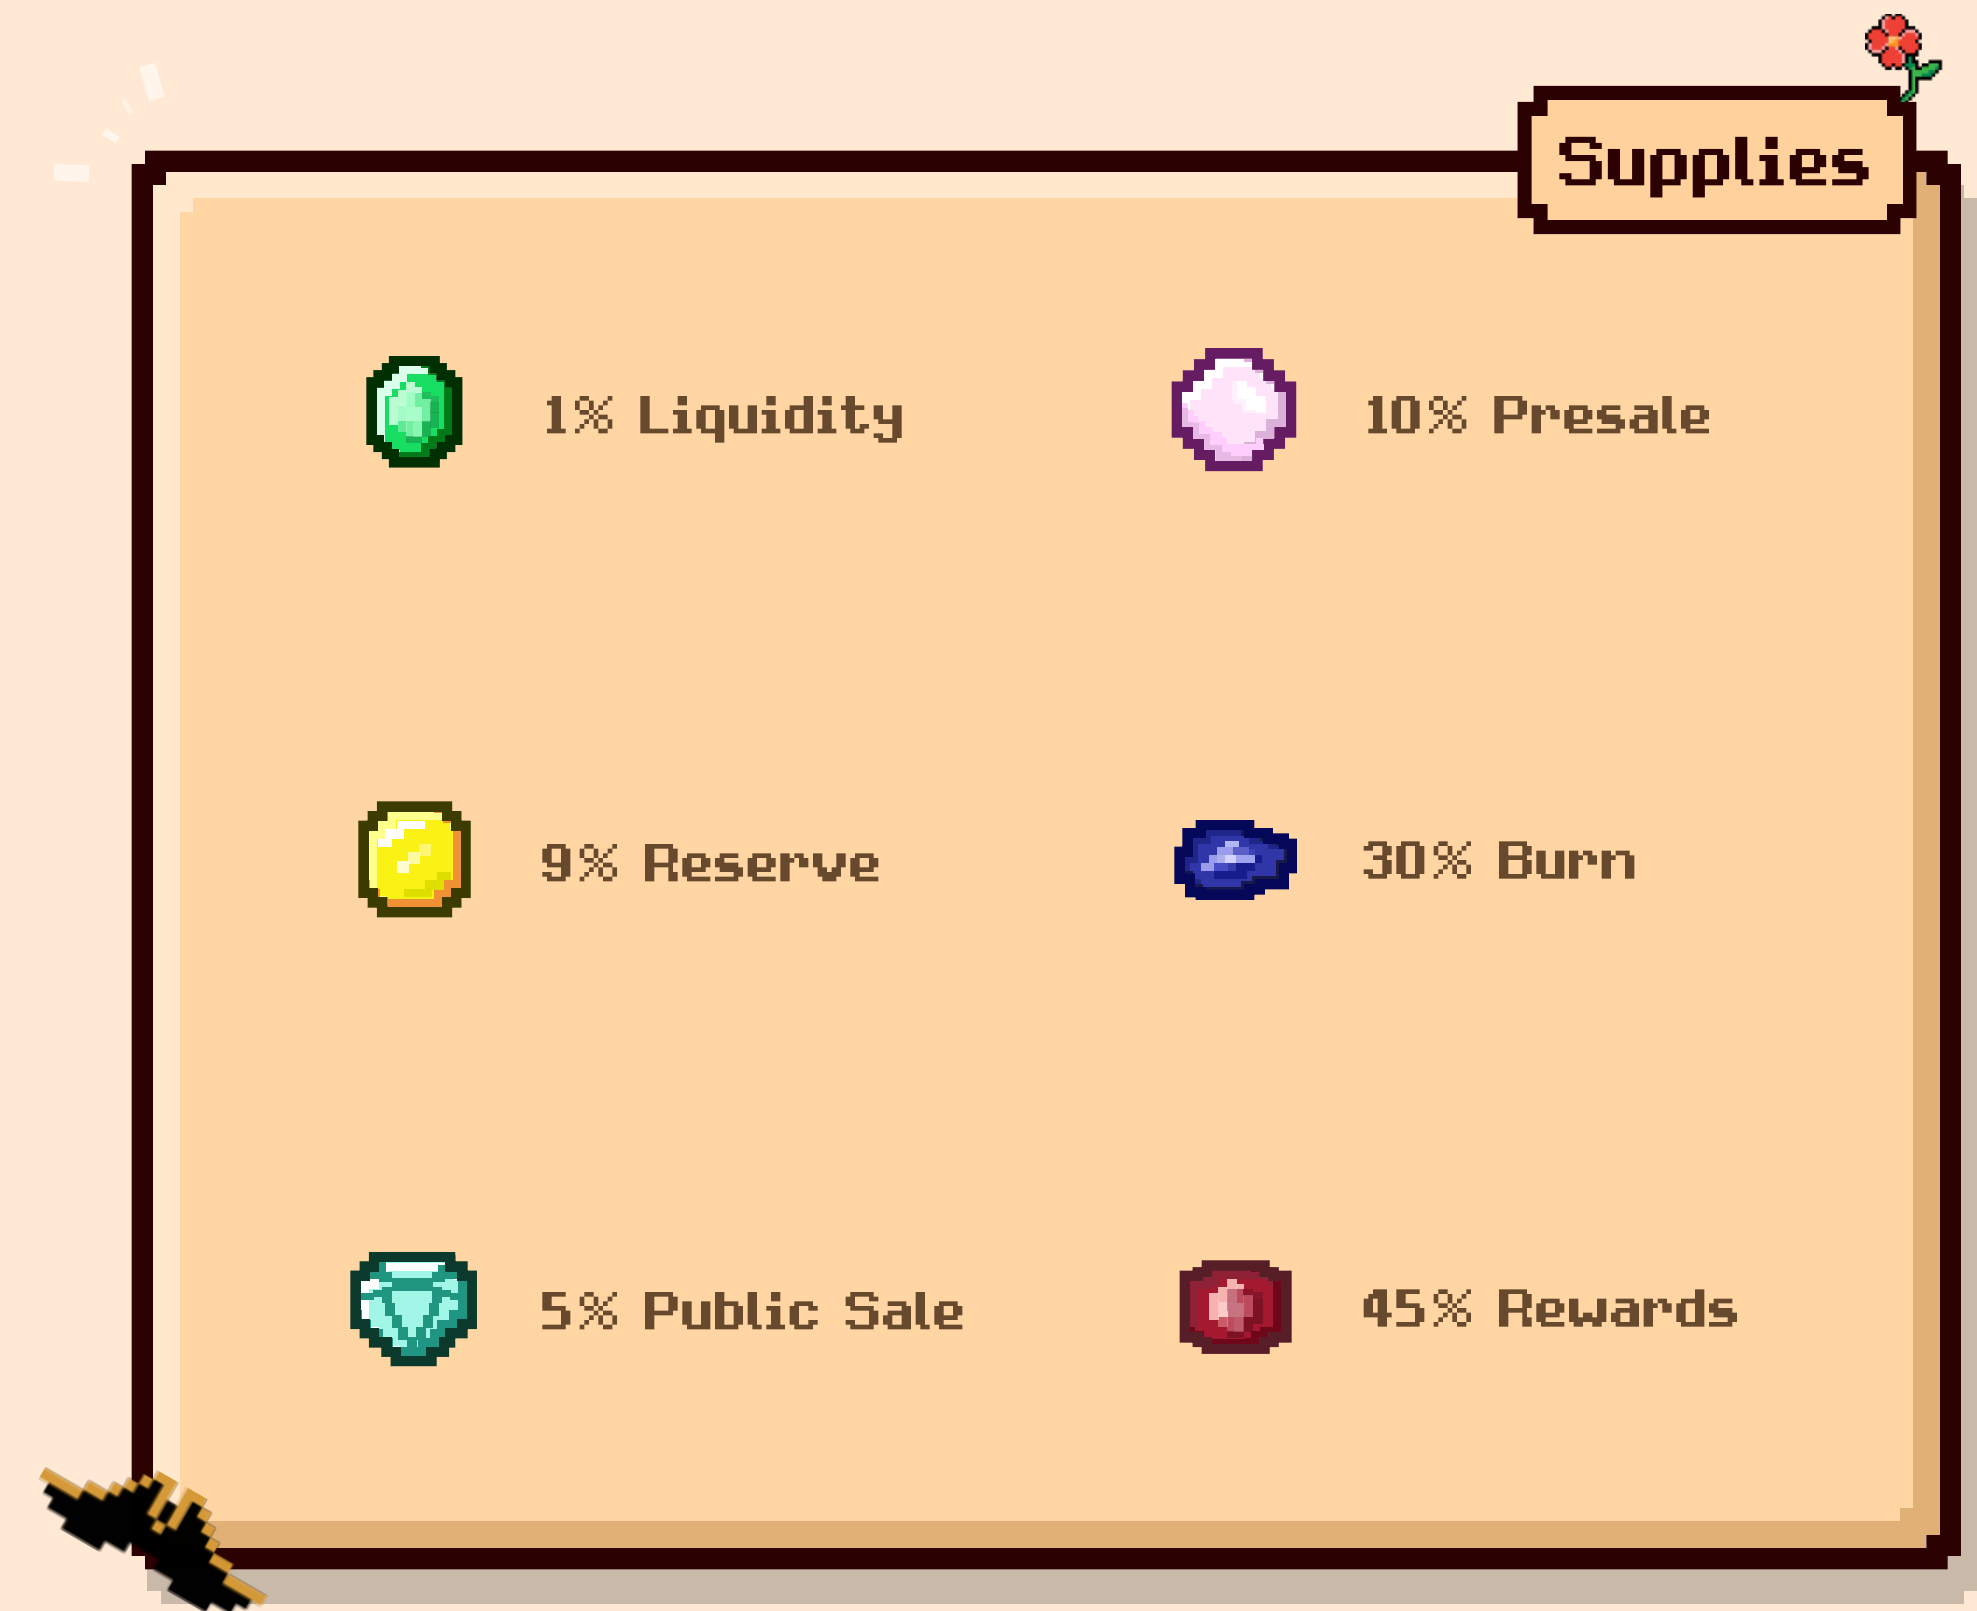 Supplies
1% Liquidity
10% Presale
9% Reserve
30% Burn
5% Public Sale
45% Rewards